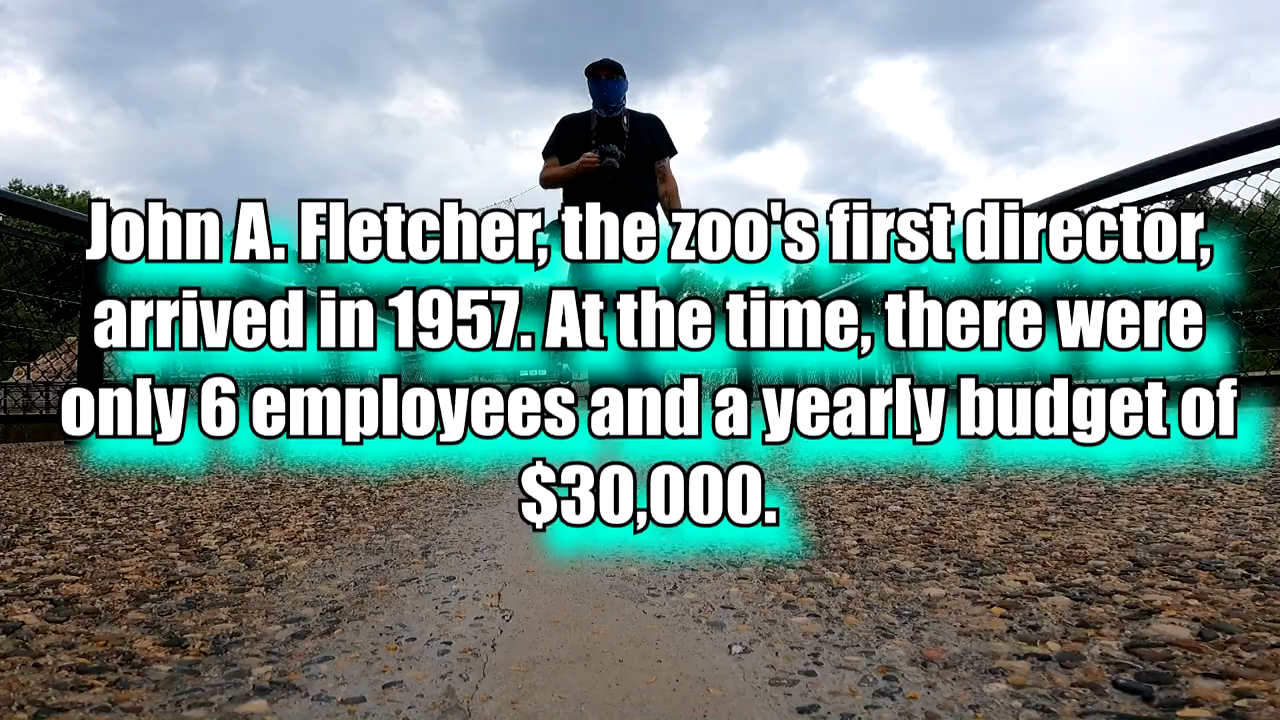 John A. Fletcher, the zoo's first director,
arrived in 1957. At the time, there were
only 6 employees and a yearly budget of
$30,000.